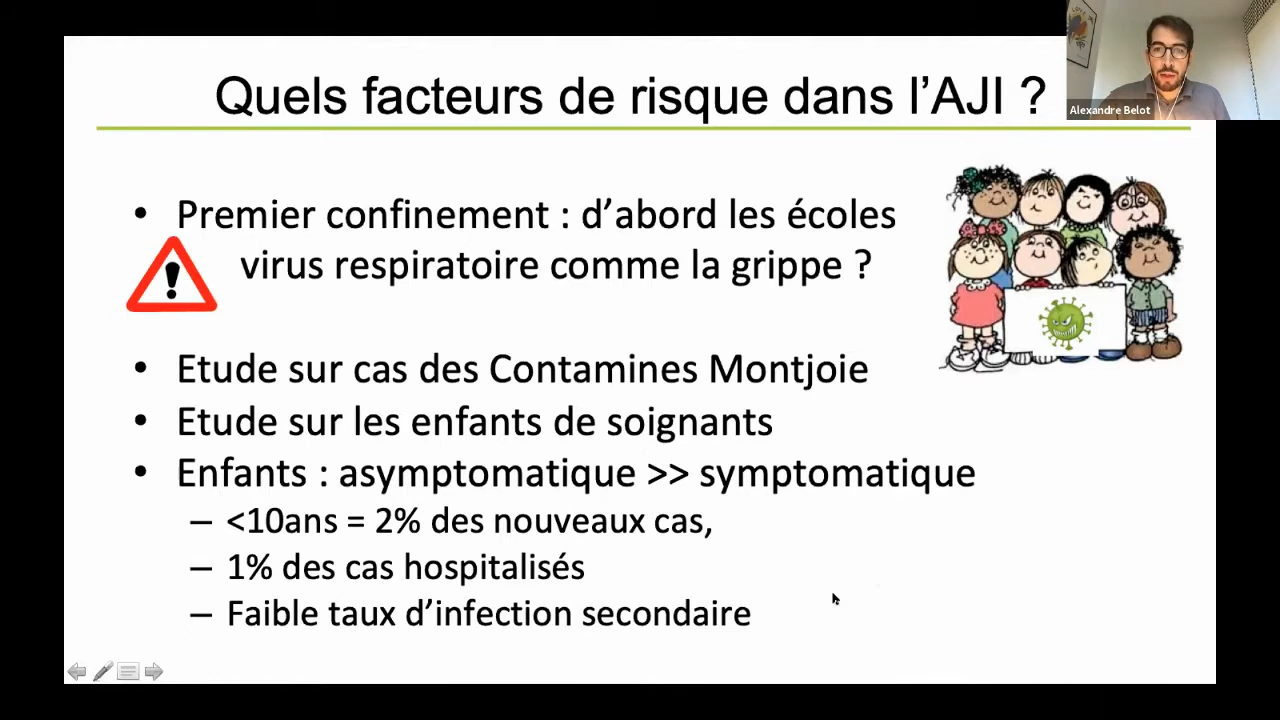 Quels facteurs de risque dans l’AJI ?
Alexandre Belot
• Premier confinement : d’abord les écoles
virus respiratoire comme la grippe ?
• Etude sur cas des Contamines Montjoie
• Etude sur les enfants de soignants
• Enfants : asymptomatique >> symptomatique
– <10ans = 2% des nouveaux cas,
– 1% des cas hospitalisés
– Faible taux d’infection secondaire